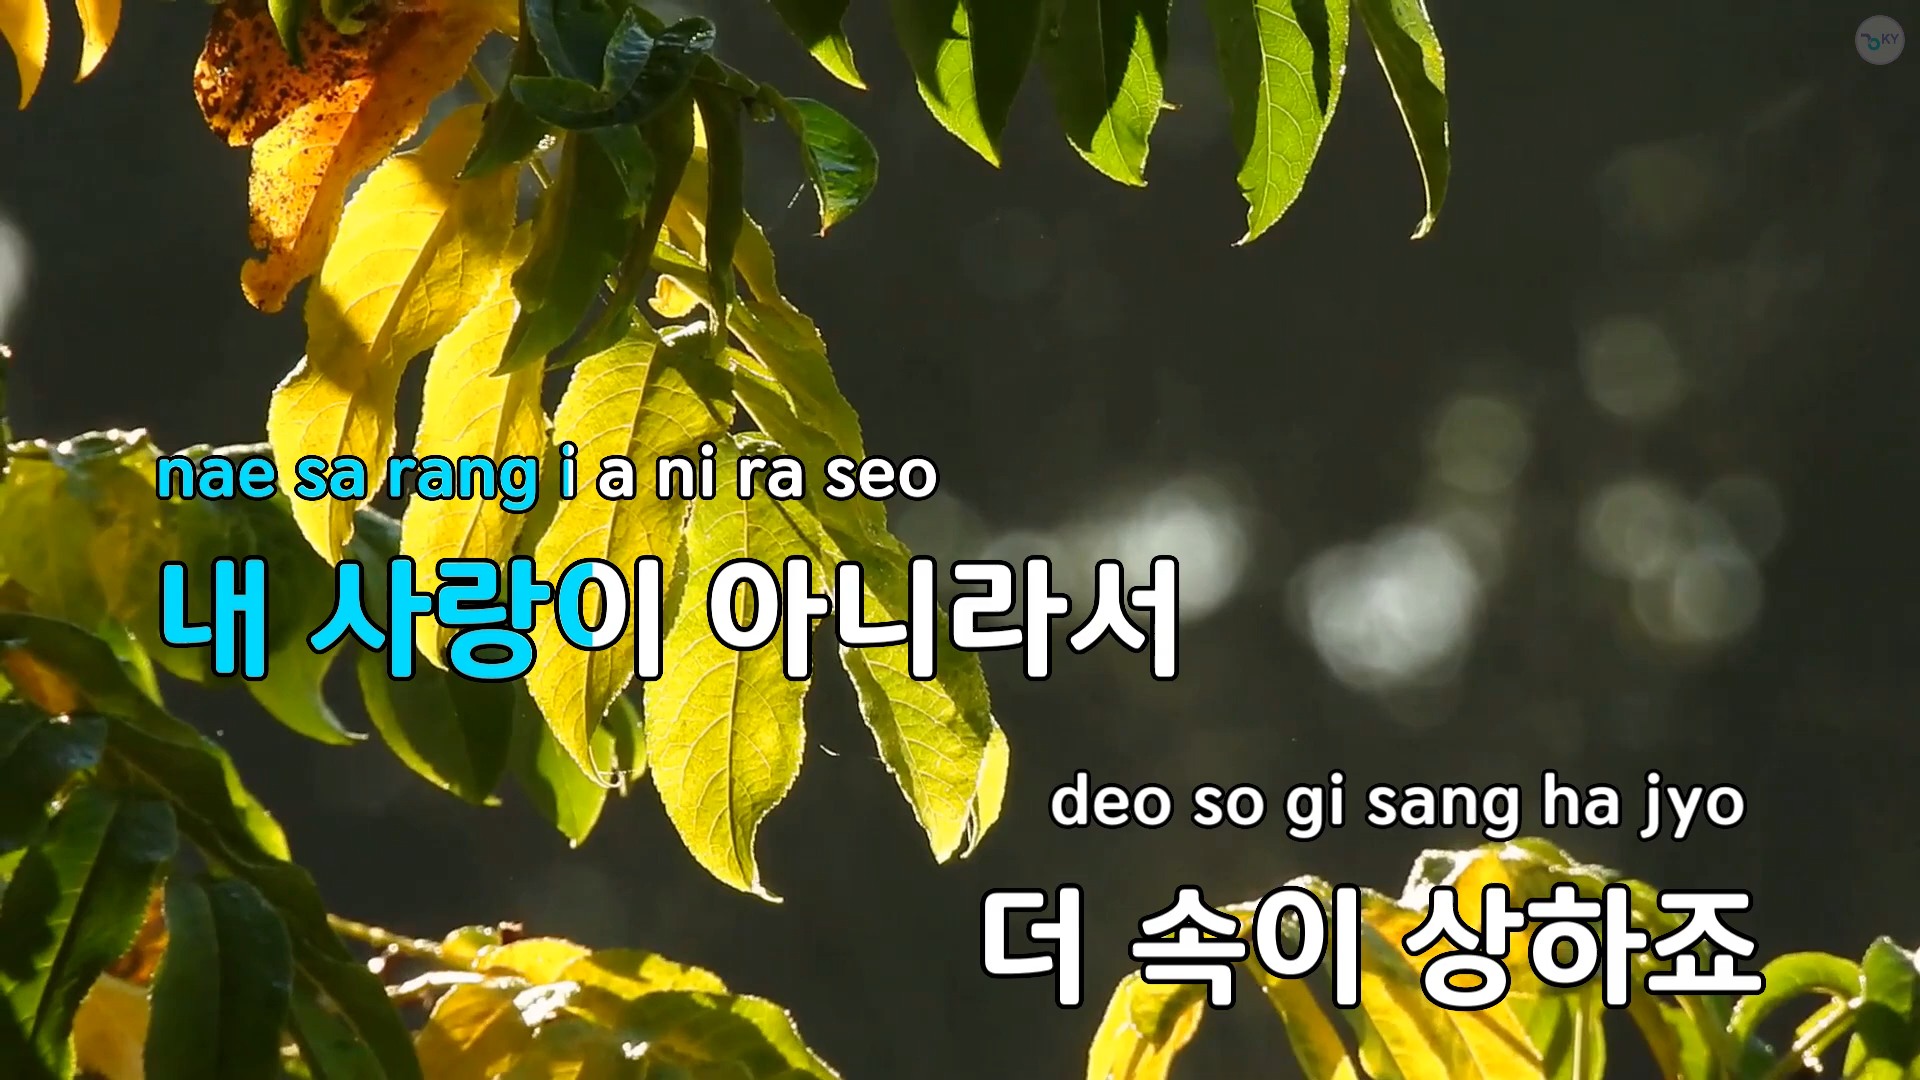 KY
nae sa rang i a ni ra seo
내 사랑이 아니라서
deo so gi sang ha jyo
더 속이 상하죠